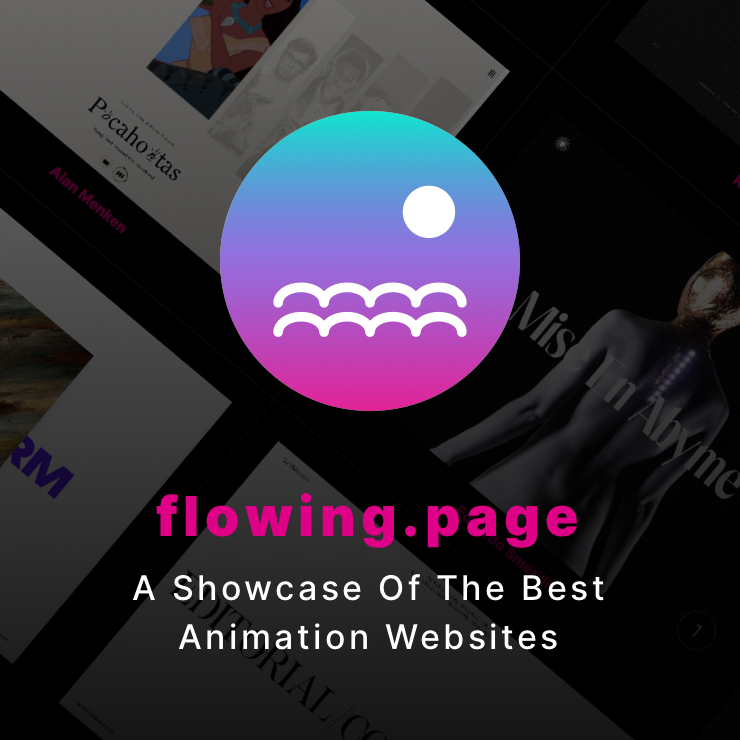 Pocahontas
Alan Menken
Mise En Abyme
RM
flowing.page
A Showcase Of The Best
Animation Websites
EDITORIAL